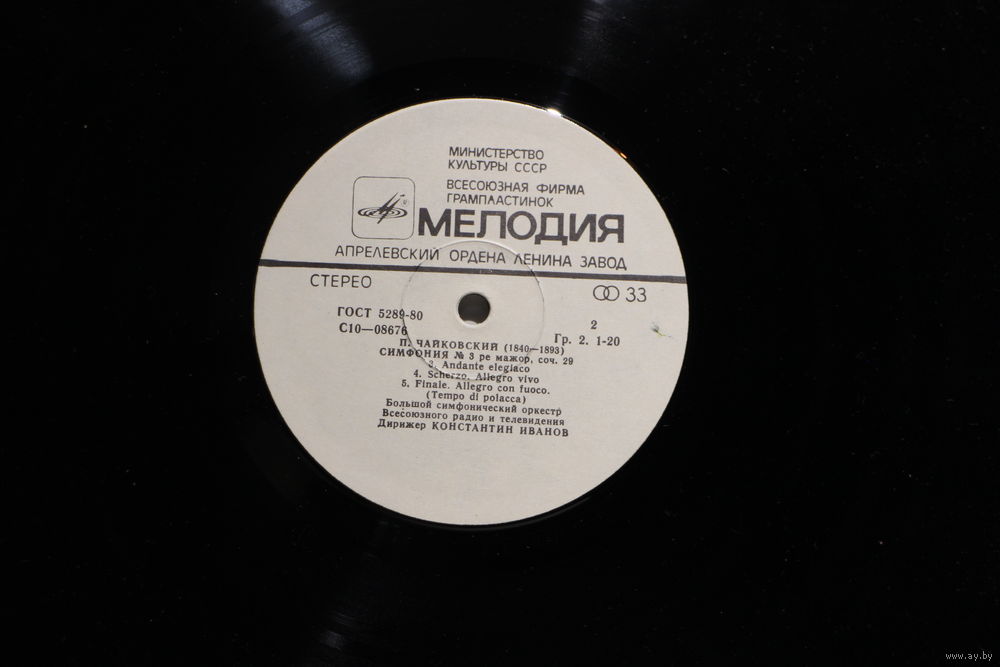 МИНИСТЕРСТВО
КУЛЬТУРЫ СССР
ВСЕСОЮЗНАЯ ФИРМА
ГРАМПЛАСТИНОК
®
МЕЛОДИЯ
АПРЕЛЕВСКИЙ ОРДЕНА ЛЕНИНА ЗАВОД
СТЕРЕО
33
ГОСТ 5289-80
2
С10—08676
Гр. 2. 1-20
П. ЧАЙКОВСКИЙ (1840—1893)
СИМФОНИЯ № 3 ре мажор, соч. 29
3. Andante elegiaco
4. Scherzo. Allegro vivo
5. Finale. Allegro con fuoco.
(Tempo di polacca)
Большой симфонический оркестр
Всесоюзного радио и телевидения
Дирижер КОНСТАНТИН ИВАНОВ
www.ay.by